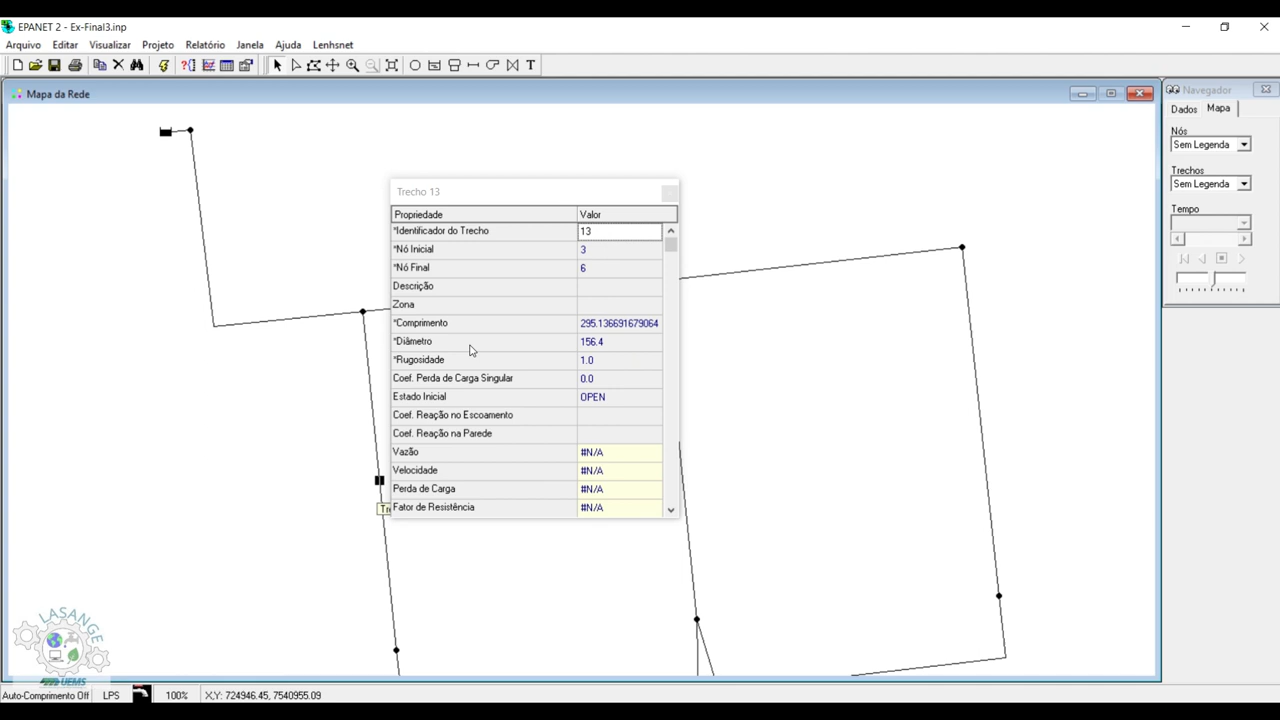 EPANET 2 - Ex-Final3.inp
Arquivo Editar Visualizar Projeto Relatório Janela Ajuda Lenhsnet
T
Mapa da Rede
Navegador
Dados Mapa
Nós
Sem Legenda
Trechos
Sem Legenda
Tempo
Trecho 13
Propriedade Valor
*Identificador do Trecho 13
*Nó Inicial 3
*Nó Final 6
Descrição
Zona
*Comprimento 295.136691679064
*Diâmetro 156.4
*Rugosidade 1.0
Coef. Perda de Carga Singular 0.0
Estado Inicial OPEN
Coef. Reação no Escoamento
Coef. Reação na Parede
Vazão #N/A
Velocidade #N/A
Perda de Carga #N/A
Fator de Resistência #N/A
LASANGE
UEMS
Auto-Comprimento Off LPS 100% X,Y: 724946.45, 7540955.09